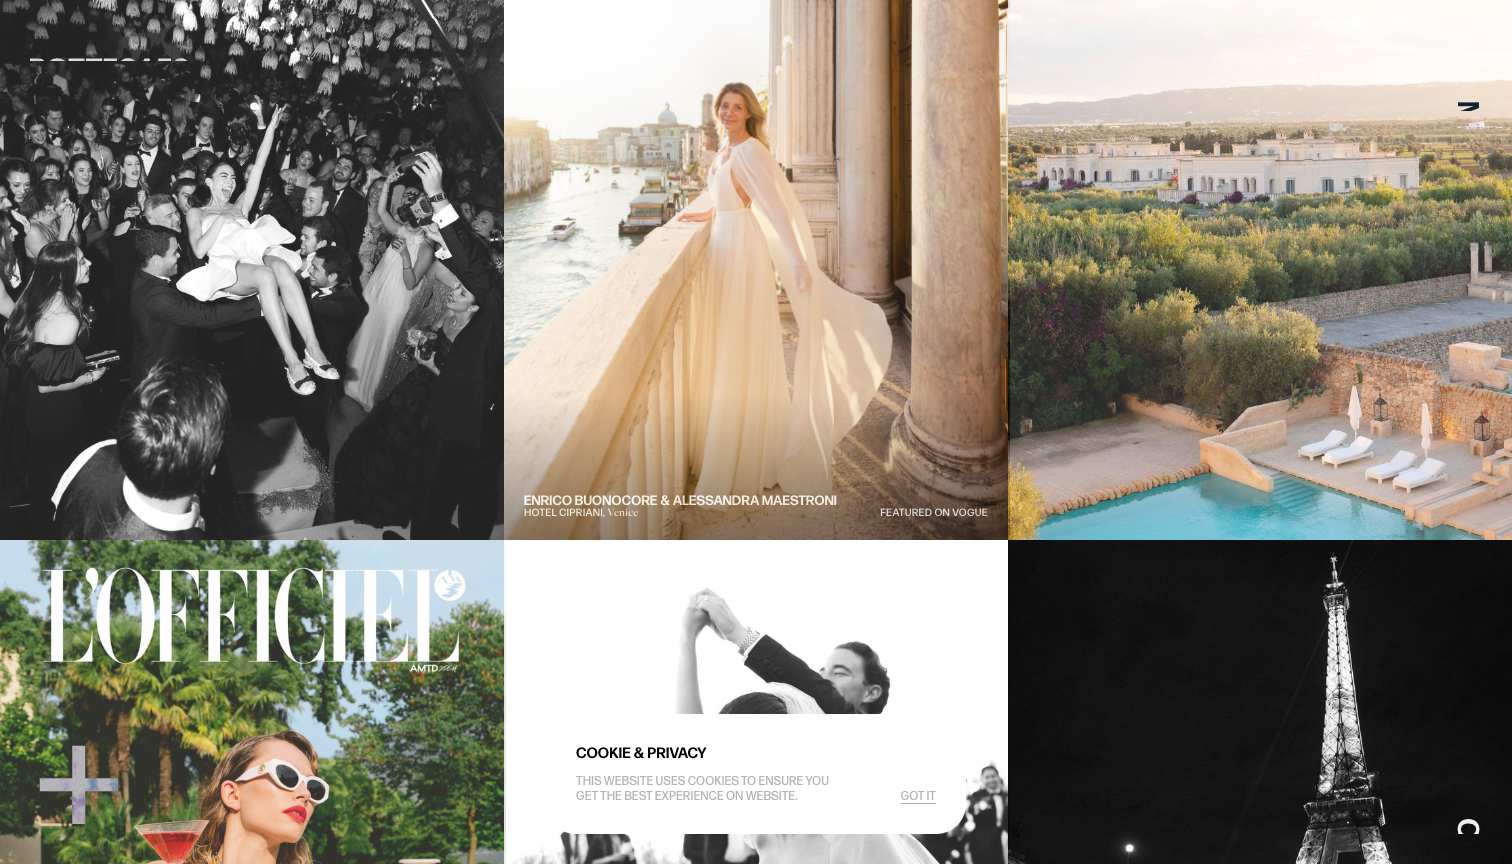 ENRICO BUONOCORE & ALESSANDRA MAESTRONI
HOTEL CIPRIANI, Venice
FEATURED ON VOGUE
L'OFFICIEL
AMTD
COOKIE & PRIVACY
THIS WEBSITE USES COOKIES TO ENSURE YOU
GET THE BEST EXPERIENCE ON WEBSITE.
GOT IT